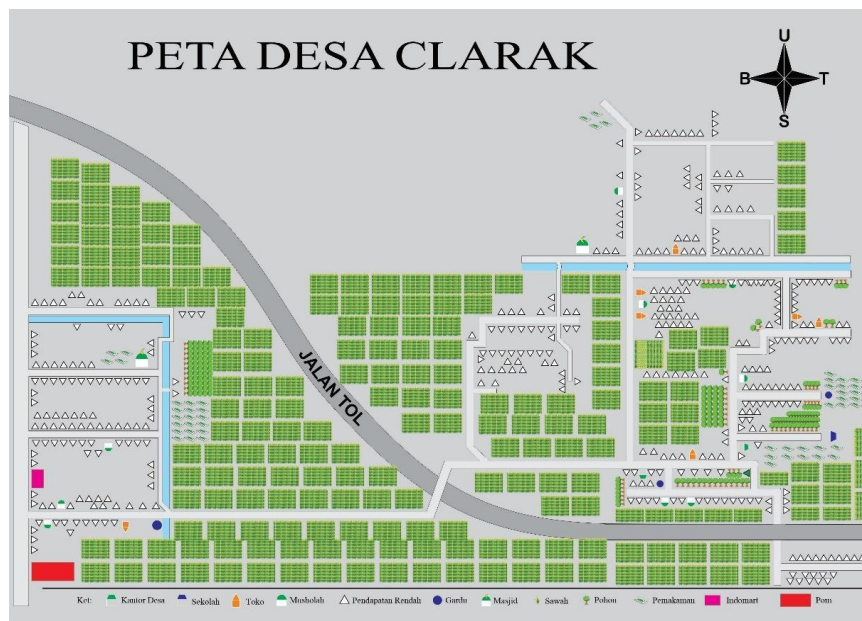 PETA DESA CLARAK
U
B T
S
JALAN TOL
Ket: Kantor Desa Sekolah Toko Musholah Pendapatan Rendah Gardu Masjid Sawah Pohon Pemakaman Indomart Pom